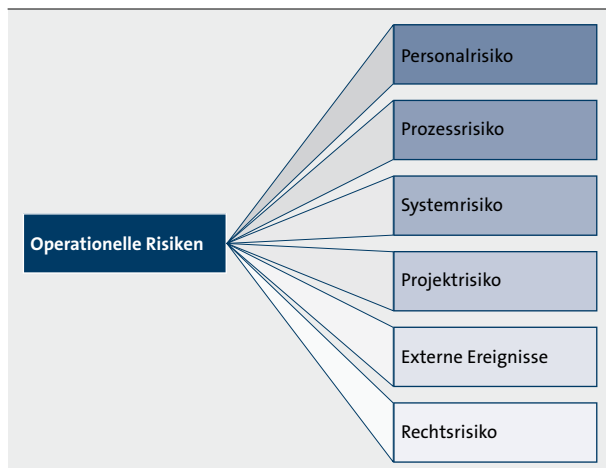 Personalrisiko
Prozessrisiko
Systemrisiko
Operationelle Risiken
Projektrisiko
Externe Ereignisse
Rechtsrisiko